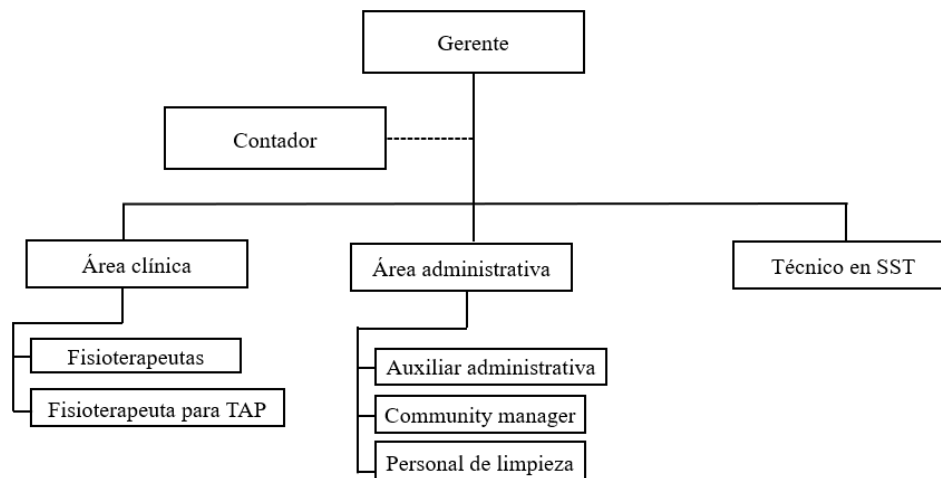 Gerente
Contador
Área clínica
Área administrativa
Técnico en SST
Fisioterapeutas
Fisioterapeuta para TAP
Auxiliar administrativa
Community manager
Personal de limpieza